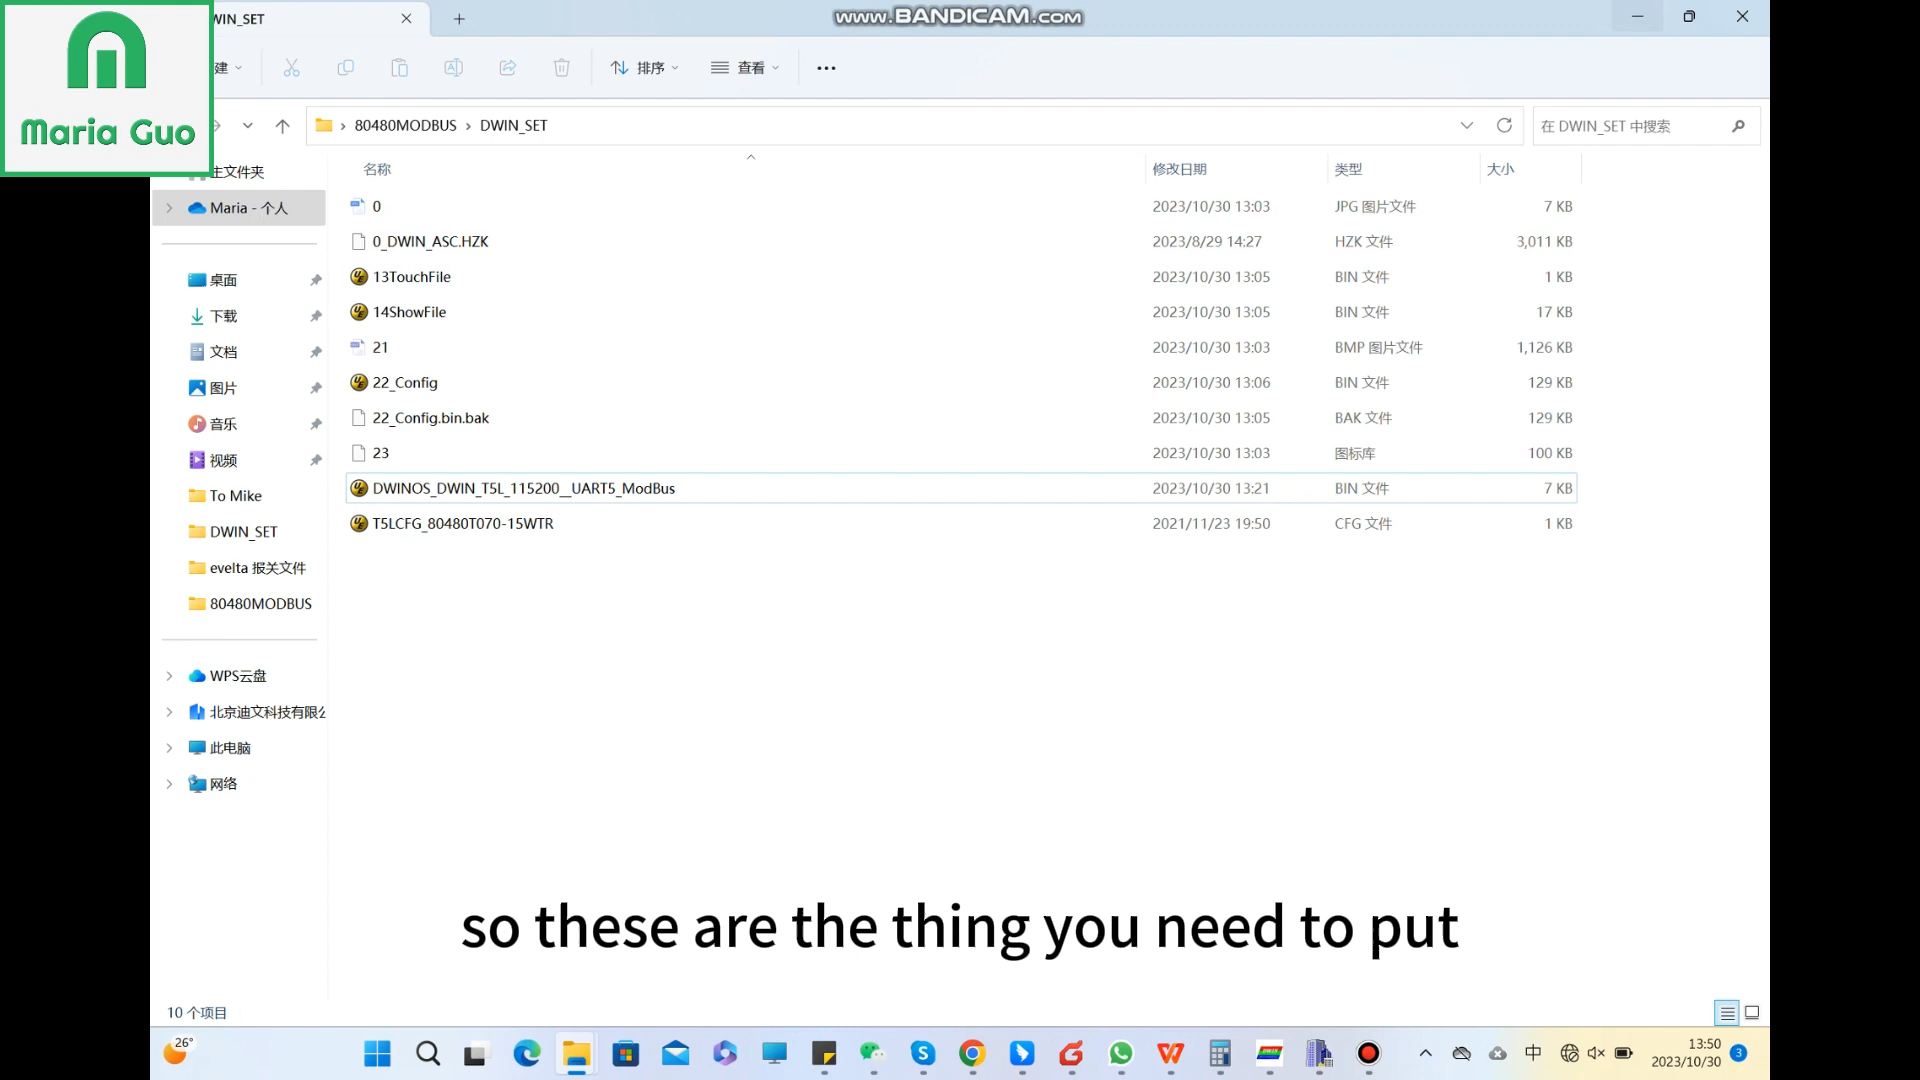 WIN_SET
www.BANDICAM.com
Maria Guo
建
排序
查看
80480MODBUS
DWIN_SET
在 DWIN_SET 中搜索
主文件夹
Maria - 个人
桌面
下载
文档
图片
音乐
视频
To Mike
DWIN_SET
evelta 报关文件
80480MODBUS
WPS云盘
北京迪文科技有限公
此电脑
网络
名称 修改日期 类型 大小
0 2023/10/30 13:03 JPG 图片文件 7 KB
0_DWIN_ASC.HZK 2023/8/29 14:27 HZK 文件 3,011 KB
13TouchFile 2023/10/30 13:05 BIN 文件 1 KB
14ShowFile 2023/10/30 13:05 BIN 文件 17 KB
21 2023/10/30 13:03 BMP 图片文件 1,126 KB
22_Config 2023/10/30 13:06 BIN 文件 129 KB
22_Config.bin.bak 2023/10/30 13:05 BAK 文件 129 KB
23 2023/10/30 13:03 图标库 100 KB
DWINOS_DWIN_T5L_115200__UART5_ModBus 2023/10/30 13:21 BIN 文件 7 KB
T5LCFG_80480T070-15WTR 2021/11/23 19:50 CFG 文件 1 KB
so these are the thing you need to put
10 个项目
26°
中
13:50
2023/10/30
3